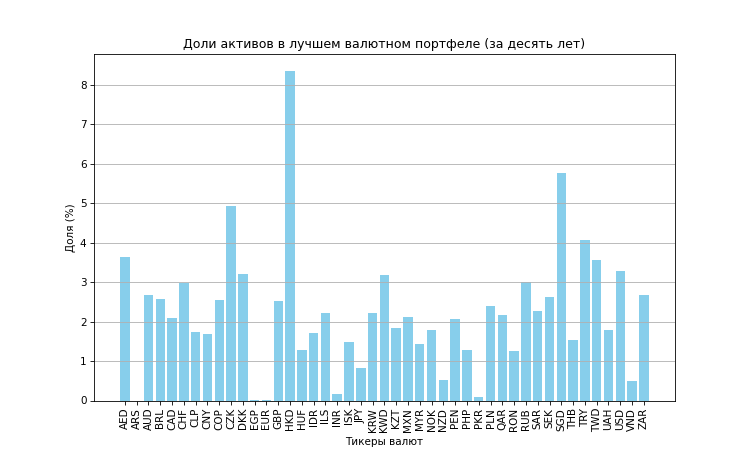 Доли активов в лучшем валютном портфеле (за десять лет)
Доля (%)
8
7
6
5
4
3
2
1
0
AED
ARS
AUD
BRL
CAD
CHF
CLP
CNY
COP
CZK
DKK
EGP
EUR
GBP
HKD
HUF
IDR
ILS
INR
ISK
JPY
KRW
KWD
KZT
MXN
MYR
NOK
NZD
PEN
PHP
PKR
PLN
QAR
RON
RUB
SAR
SEK
SGD
THB
TRY
TWD
UAH
USD
VND
ZAR
Тикеры валют